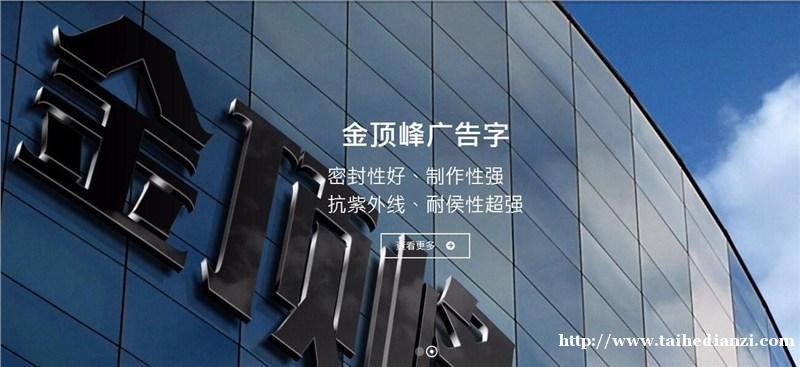 金顶峰
金顶峰广告字
密封性好、制作性强
抗紫外线、耐侯性超强
查看更多
http://www.taihedianzi.com